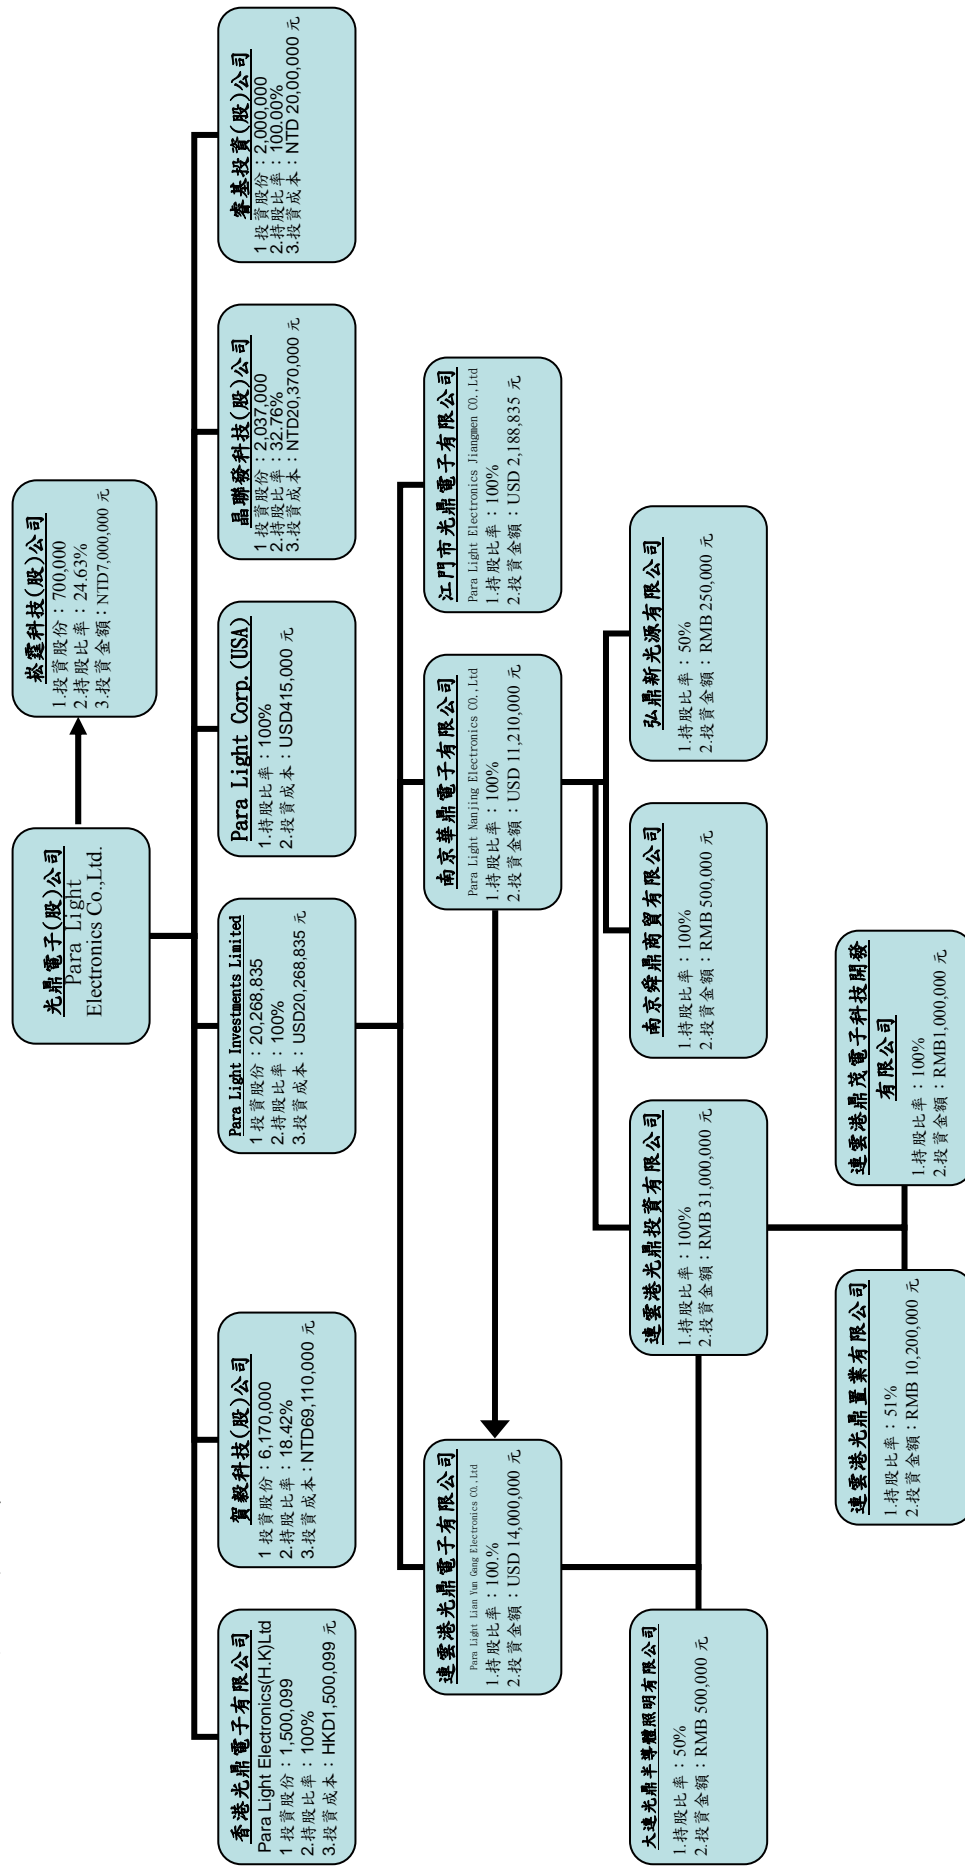 光鼎電子(股)公司
Para Light
Electronics Co.,Ltd.
崧霆科技(股)公司
1.投資股份：700,000
2.持股比率：24.63%
3.投資金額：NTD7,000,000 元
香港光鼎電子有限公司
Para Light Electronics(H.K)Ltd
1 投資股份：1,500,099
2.持股比率：100%
3.投資成本：HKD1,500,099 元
賀毅科技(股)公司
1 投資股份：6,170,000
2.持股比率：18.42%
3.投資成本：NTD69,110,000 元
Para Light Investments Limited
1 投資股份：20,268,835
2.持股比率：100%
3.投資成本：USD20,268,835 元
Para Light Corp. (USA)
1.持股比率：100%
2.投資成本：USD415,000 元
晶聯發科技(股)公司
1 投資股份：2,037,000
2.持股比率：32.76%
3.投資成本：NTD20,370,000 元
睿基投資(股)公司
1 投資股份：2,000,000
2.持股比率：100.00%
3.投資成本：NTD 20,00,000 元
連雲港光鼎電子有限公司
Para Light Lian Yun Gang Electronics CO.,Ltd
1.持股比率：100.%
2.投資金額：USD 14,000,000 元
南京華鼎電子有限公司
Para Light Nanjing Electronics CO.,Ltd
1.持股比率：100%
2.投資金額：USD 11,210,000 元
江門市光鼎電子有限公司
Para Light Electronics Jiangmen CO.,Ltd
1.持股比率：100%
2.投資金額：USD 2,188,835 元
大連光鼎半導體照明有限公司
1.持股比率：50%
2.投資金額：RMB 500,000 元
連雲港光鼎投資有限公司
1.持股比率：100%
2.投資金額：RMB 31,000,000 元
南京舜鼎商貿有限公司
1.持股比率：100%
2.投資金額：RMB 500,000 元
弘鼎新光源有限公司
1.持股比率：50%
2.投資金額：RMB 250,000 元
連雲港光鼎置業有限公司
1.持股比率：51%
2.投資金額：RMB 10,200,000 元
連雲港鼎茂電子科技開發
有限公司
1.持股比率：100%
2.投資金額：RMB1,000,000 元